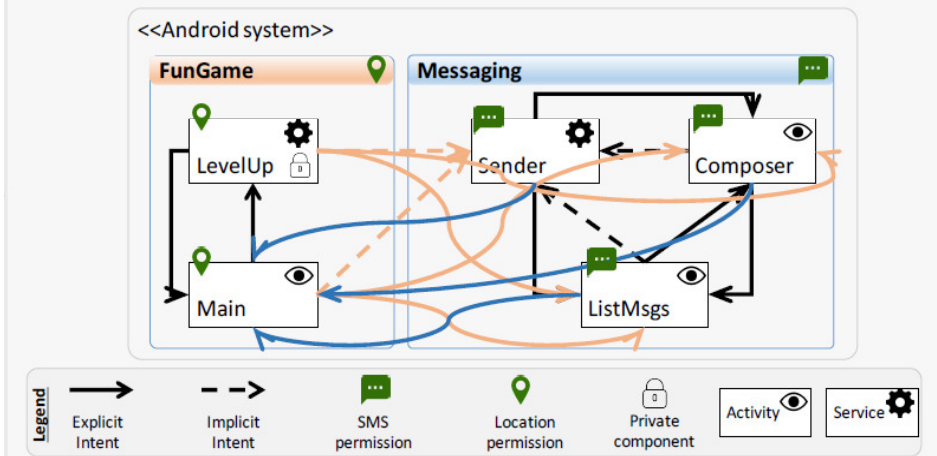 <<Android system>>
FunGame
Messaging
LevelUp
Sender
Composer
Main
ListMsgs
Legend
Explicit
Intent
Implicit
Intent
SMS
permission
Location
permission
Private
component
Activity
Service